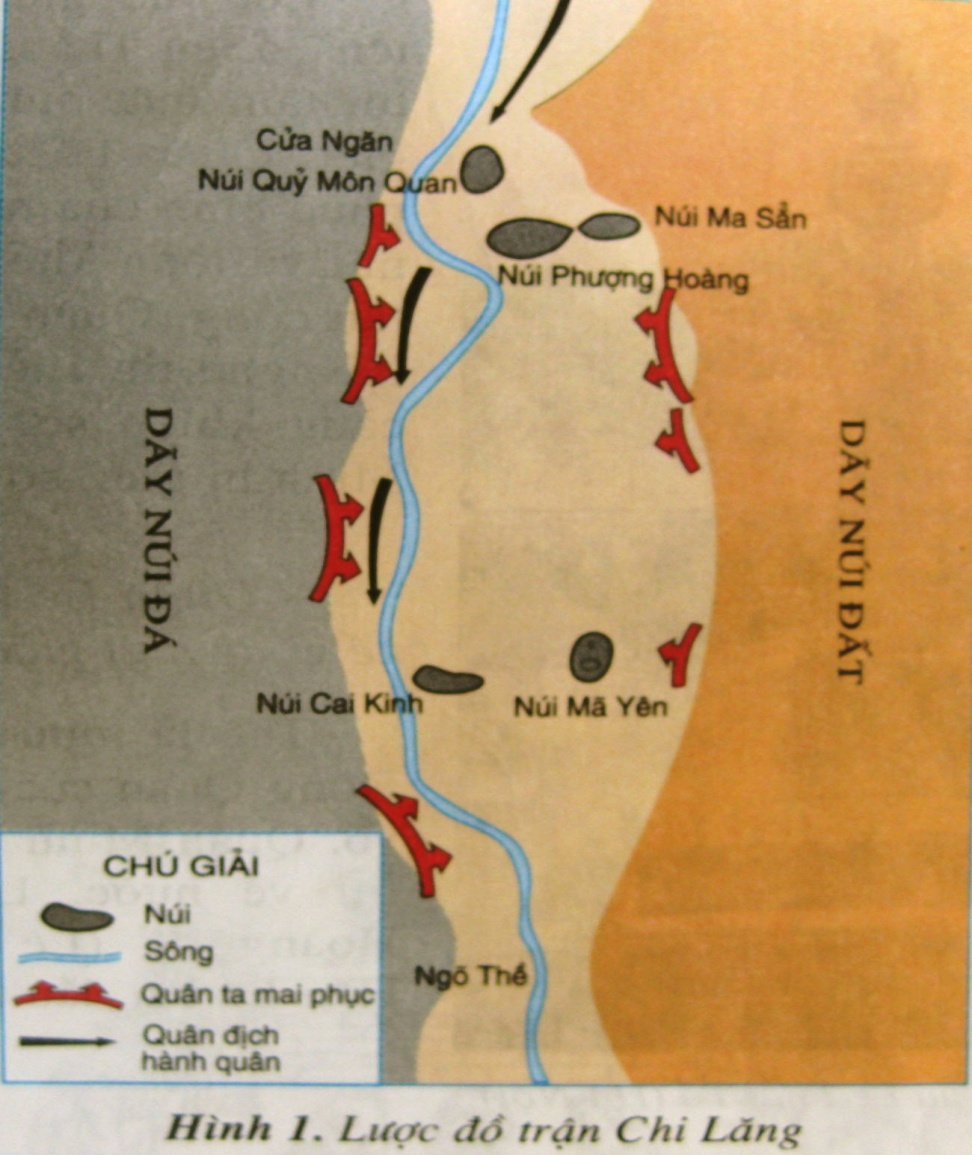 Cửa Ngăn
Núi Quỷ Môn Quan
Núi Ma Sẳn
Núi Phượng Hoàng
DÃY NÚI ĐÁ
DÃY NÚI ĐẤT
Núi Cai Kinh
Núi Mã Yên
CHÚ GIẢI
Núi
Sông
Quân ta mai phục
Quân địch
hành quân
Ngõ Thề
Hình 1. Lược đồ trận Chi Lăng